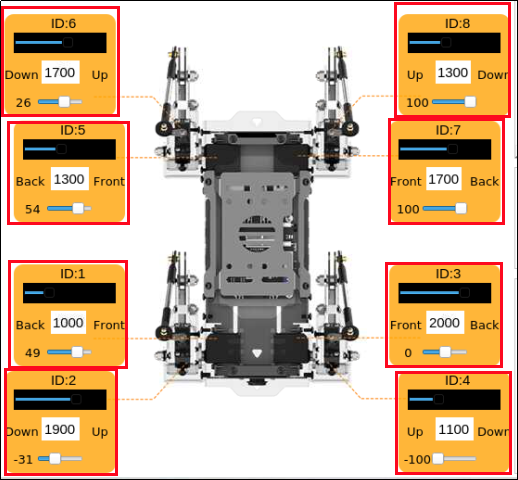 ID:6
Down 1700 Up
26
ID:8
Up 1300 Down
100
ID:5
Back 1300 Front
54
ID:7
Front 1700 Back
100
ID:1
Back 1000 Front
49
ID:3
Front 2000 Back
0
ID:2
Down 1900 Up
-31
ID:4
Up 1100 Down
-100